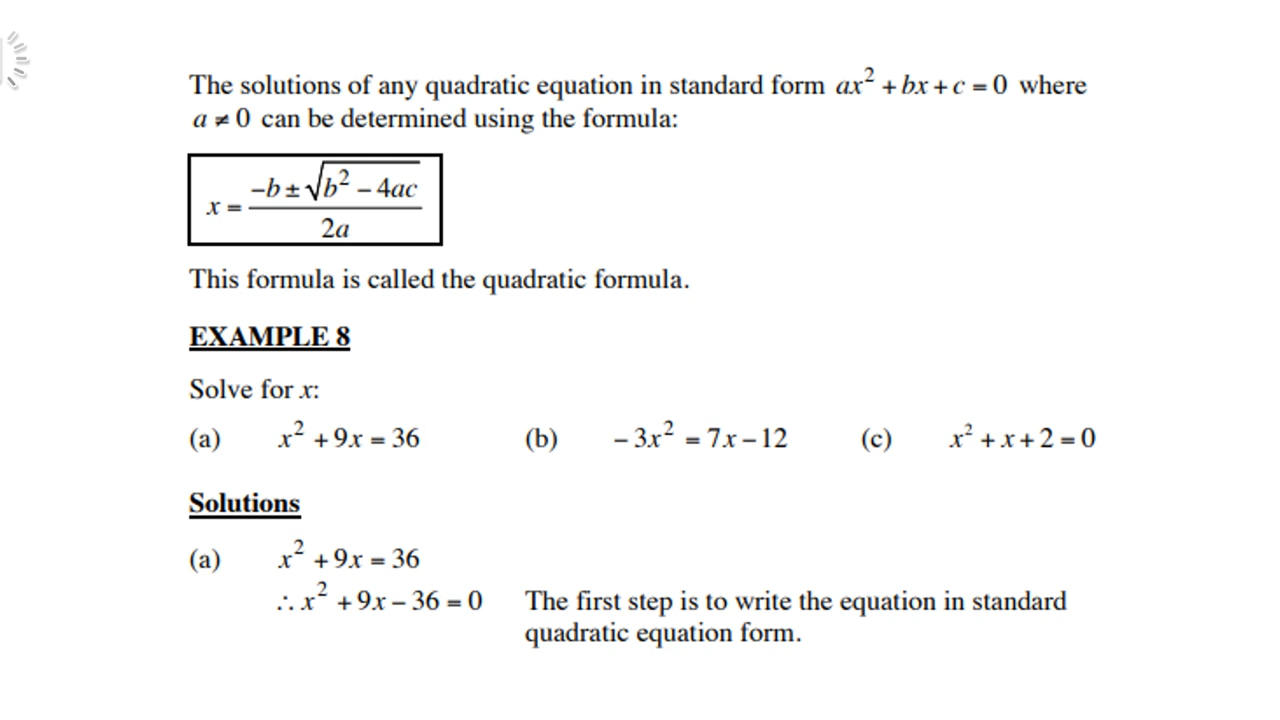 The solutions of any quadratic equation in standard form ax² + bx + c = 0 where
a ≠ 0 can be determined using the formula:
x = (−b ± √(b² − 4ac)) / 2a
This formula is called the quadratic formula.
EXAMPLE 8
Solve for x:
(a) x² + 9x = 36 (b) − 3x² = 7x − 12 (c) x² + x + 2 = 0
Solutions
(a) x² + 9x = 36
∴ x² + 9x − 36 = 0 The first step is to write the equation in standard
quadratic equation form.